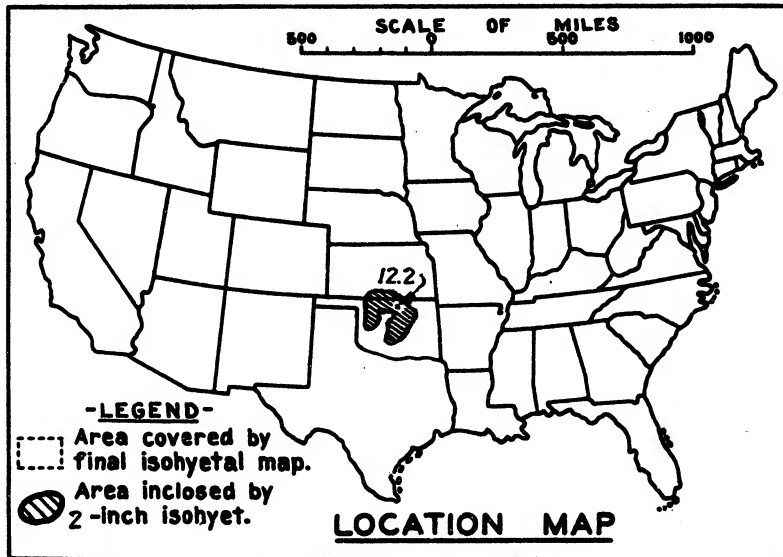 SCALE OF MILES
500 0 500 1000
12.2
-LEGEND-
Area covered by
final isohyetal map.
Area inclosed by
2-inch isohyet.
LOCATION MAP